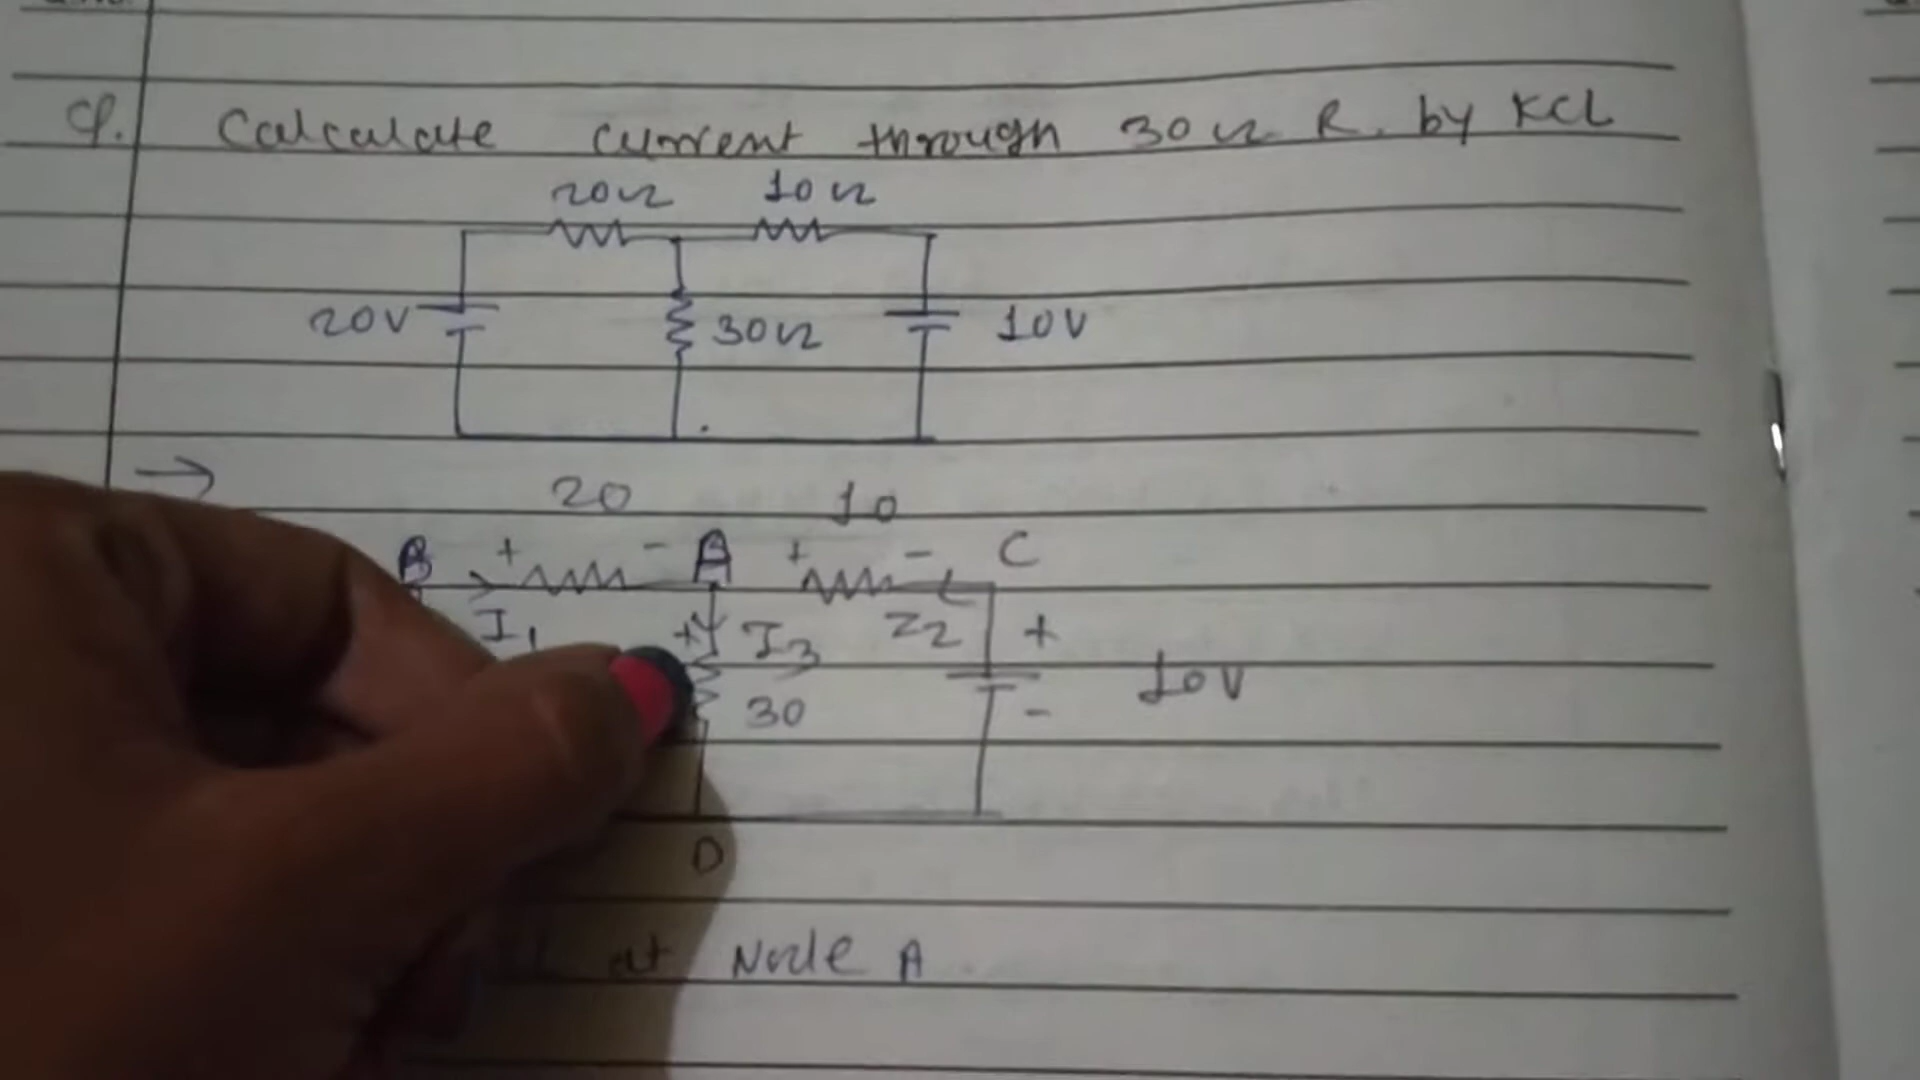 Q. Calculate current through 30Ω R. by KCL
20Ω 10Ω
20V 30Ω 10V
→
20 10
B + - A + - C
I1 + I3 I2 +
30 10V
-
D
at Node A